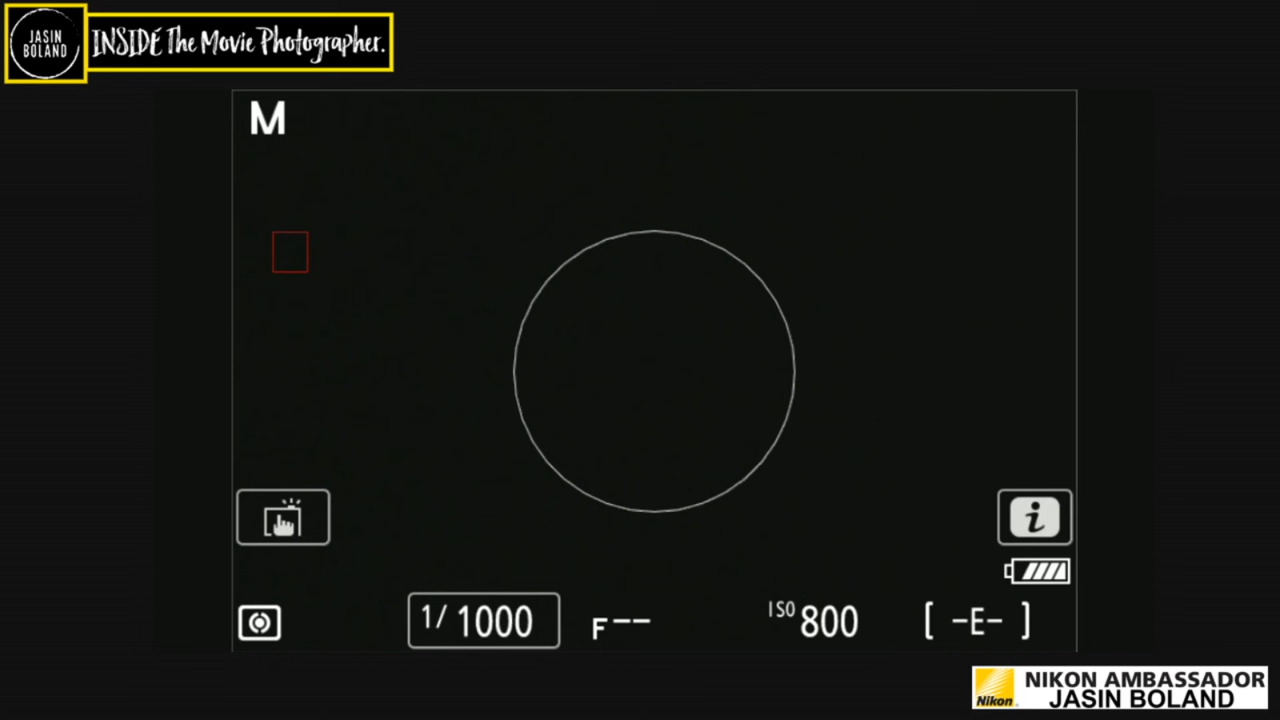 JASIN
BOLAND
INSIDE The Movie Photographer.
M
i
1/1000
F--
ISO 800
[ -E- ]
Nikon
NIKON AMBASSADOR
JASIN BOLAND